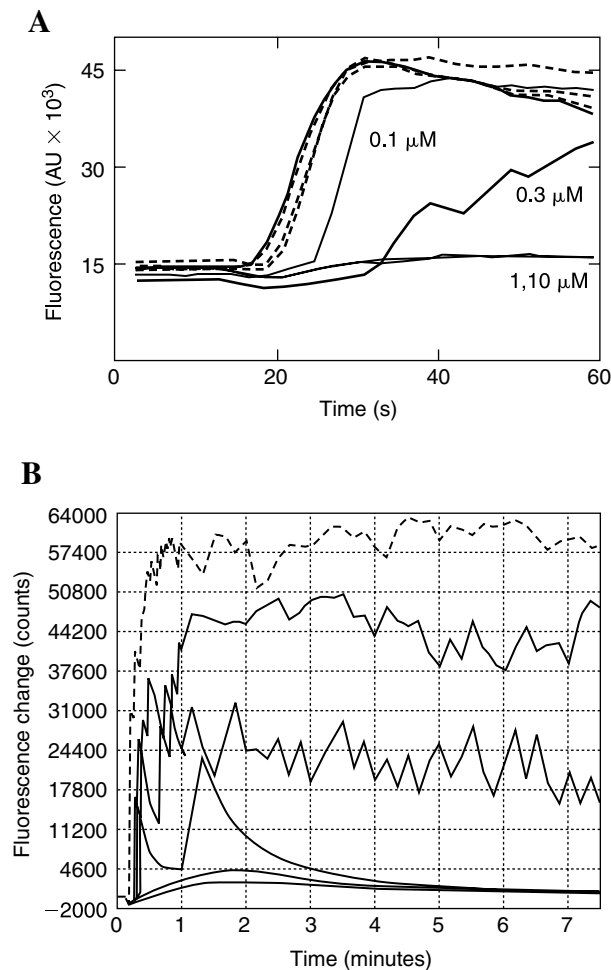 A
Fluorescence (AU × 10³)
45
30
15
0
0.1 μM
0.3 μM
1,10 μM
0 20 40 60
Time (s)
B
Fluorescence change (counts)
64000
57400
50800
44200
37600
31000
24400
17800
11200
4600
−2000
0 1 2 3 4 5 6 7
Time (minutes)